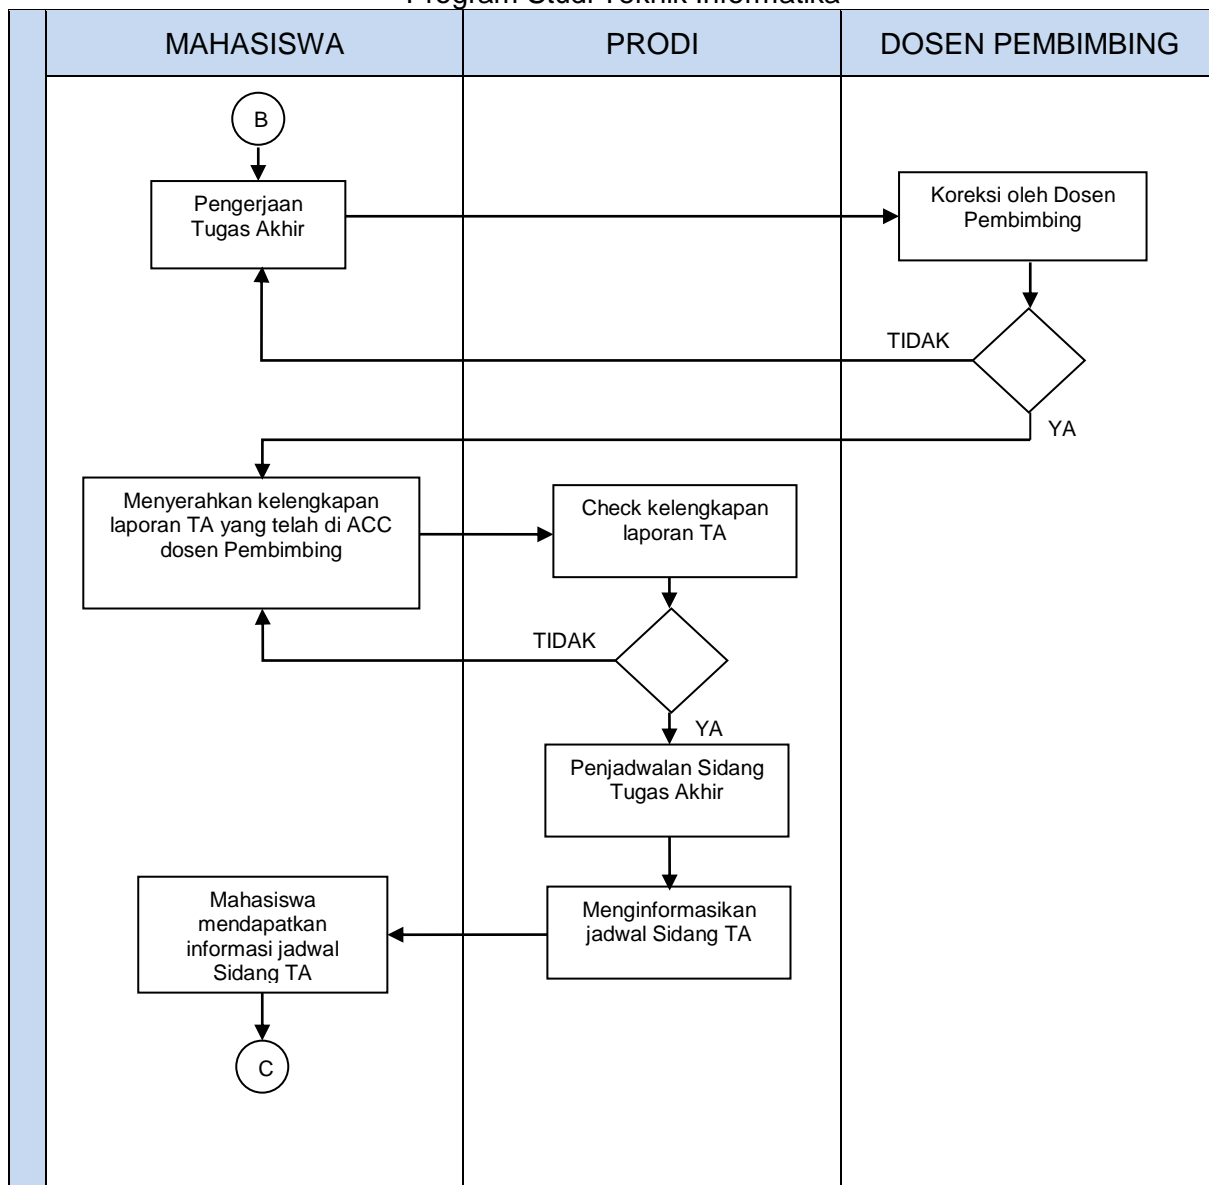 Program Studi Teknik Informatika
MAHASISWA
PRODI
DOSEN PEMBIMBING
B
Pengerjaan
Tugas Akhir
Koreksi oleh Dosen
Pembimbing
TIDAK
YA
Menyerahkan kelengkapan
laporan TA yang telah di ACC
dosen Pembimbing
Check kelengkapan
laporan TA
TIDAK
YA
Penjadwalan Sidang
Tugas Akhir
Mahasiswa
mendapatkan
informasi jadwal
Sidang TA
Menginformasikan
jadwal Sidang TA
C